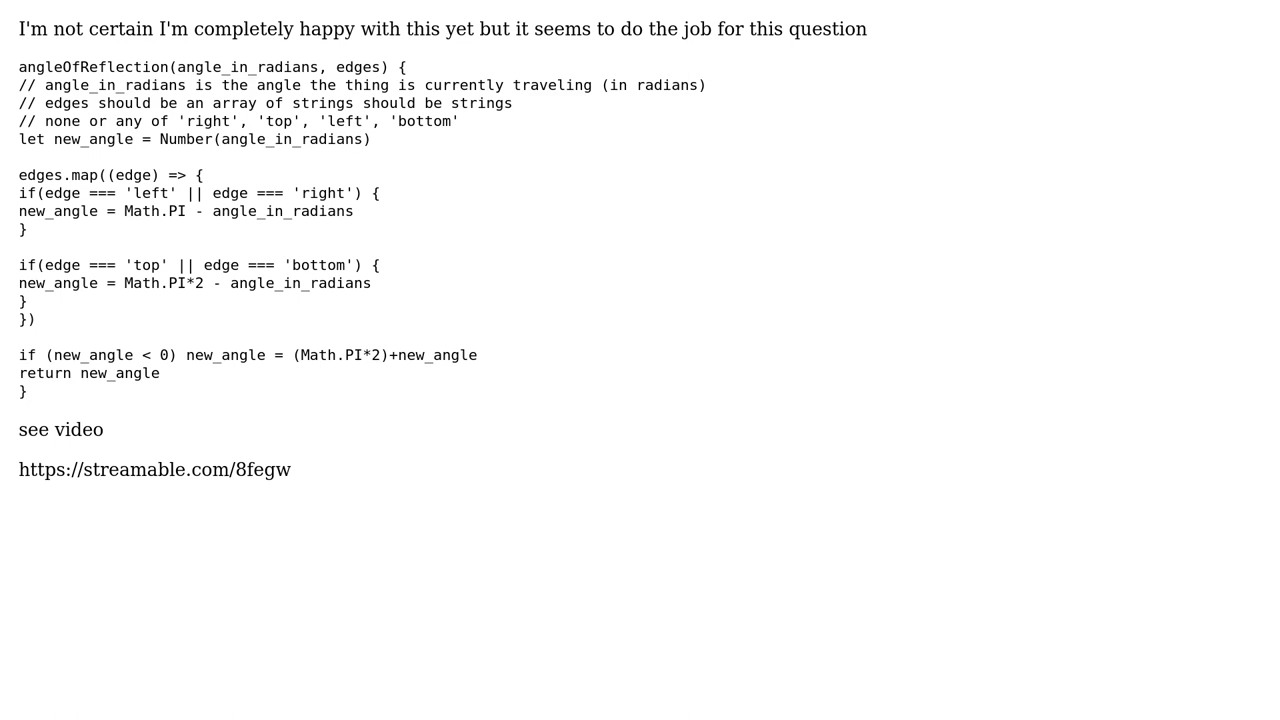 I'm not certain I'm completely happy with this yet but it seems to do the job for this question
angleOfReflection(angle_in_radians, edges) {
// angle_in_radians is the angle the thing is currently traveling (in radians)
// edges should be an array of strings should be strings
// none or any of 'right', 'top', 'left', 'bottom'
let new_angle = Number(angle_in_radians)
edges.map((edge) => {
if(edge === 'left' || edge === 'right') {
new_angle = Math.PI - angle_in_radians
}
if(edge === 'top' || edge === 'bottom') {
new_angle = Math.PI*2 - angle_in_radians
}
})
if (new_angle < 0) new_angle = (Math.PI*2)+new_angle
return new_angle
}
see video
https://streamable.com/8fegw